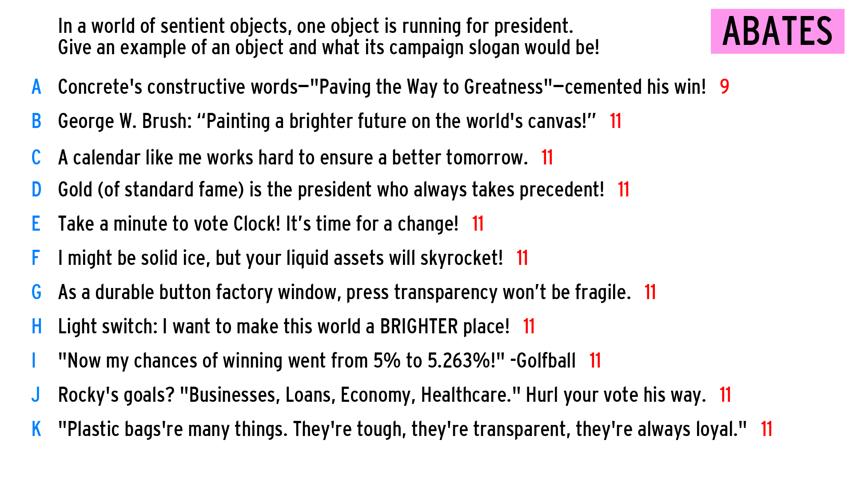 In a world of sentient objects, one object is running for president.
Give an example of an object and what its campaign slogan would be!
ABATES
A Concrete's constructive words—"Paving the Way to Greatness"—cemented his win! 9
B George W. Brush: “Painting a brighter future on the world's canvas!” 11
C A calendar like me works hard to ensure a better tomorrow. 11
D Gold (of standard fame) is the president who always takes precedent! 11
E Take a minute to vote Clock! It’s time for a change! 11
F I might be solid ice, but your liquid assets will skyrocket! 11
G As a durable button factory window, press transparency won’t be fragile. 11
H Light switch: I want to make this world a BRIGHTER place! 11
I "Now my chances of winning went from 5% to 5.263%!" -Golfball 11
J Rocky's goals? "Businesses, Loans, Economy, Healthcare." Hurl your vote his way. 11
K "Plastic bags're many things. They're tough, they're transparent, they're always loyal." 11